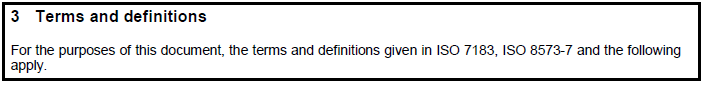 3 Terms and definitions
For the purposes of this document, the terms and definitions given in ISO 7183, ISO 8573-7 and the following
apply.